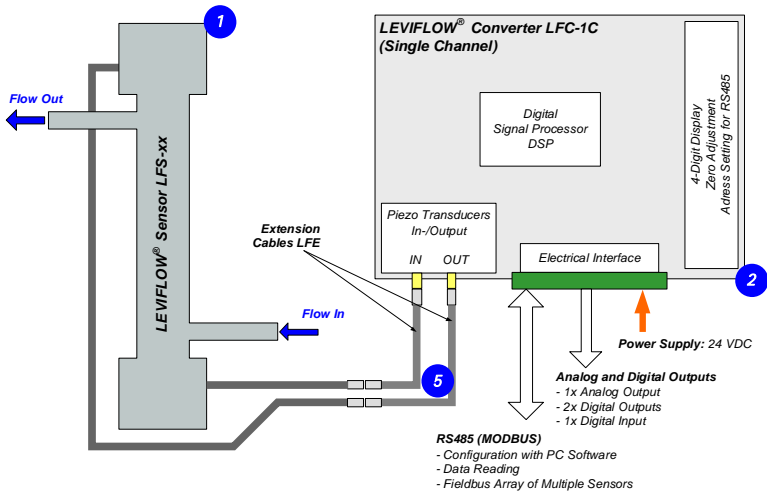 1
LEVIFLOW® Converter LFC-1C
(Single Channel)
Flow Out
Digital
Signal Processor
DSP
4-Digit Display
Zero Adjustment
Adress Setting for RS485
LEVIFLOW® Sensor LFS-xx
Piezo Transducers
In-/Output
IN OUT
Extension
Cables LFE
Electrical Interface
2
Flow In
Power Supply: 24 VDC
5
Analog and Digital Outputs
- 1x Analog Output
- 2x Digital Outputs
- 1x Digital Input
RS485 (MODBUS)
- Configuration with PC Software
- Data Reading
- Fieldbus Array of Multiple Sensors